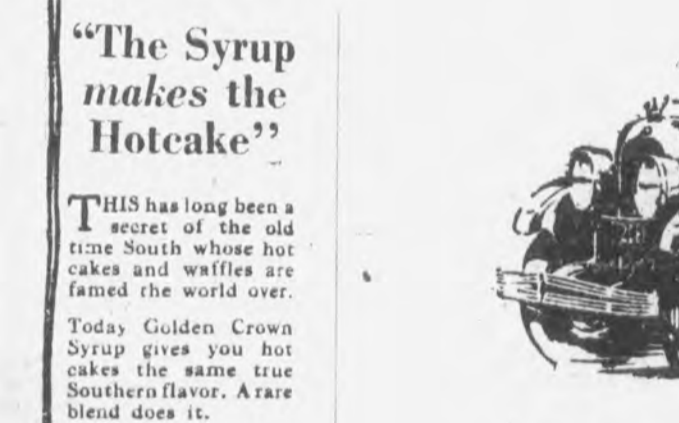 "The Syrup
makes the
Hotcake"
THIS has long been a
secret of the old
time South whose hot
cakes and waffles are
famed the world over.
Today Golden Crown
Syrup gives you hot
cakes the same true
Southern flavor. A rare
blend does it.